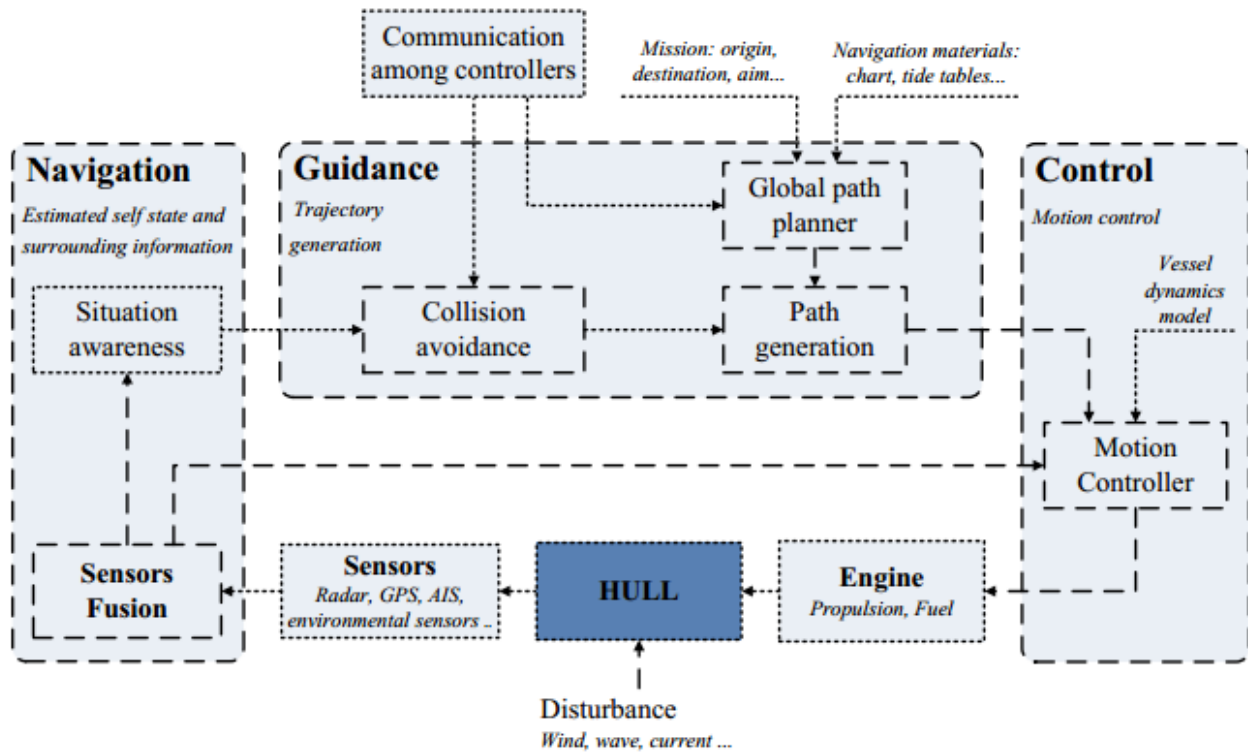 Communication
among controllers
Mission: origin,
destination, aim...
Navigation materials:
chart, tide tables...
Navigation
Estimated self state and
surrounding information
Situation
awareness
Guidance
Trajectory
generation
Global path
planner
Collision
avoidance
Path
generation
Control
Motion control
Vessel
dynamics
model
Motion
Controller
Sensors
Fusion
Sensors
Radar, GPS, AIS,
environmental sensors ..
HULL
Engine
Propulsion, Fuel
Disturbance
Wind, wave, current ...